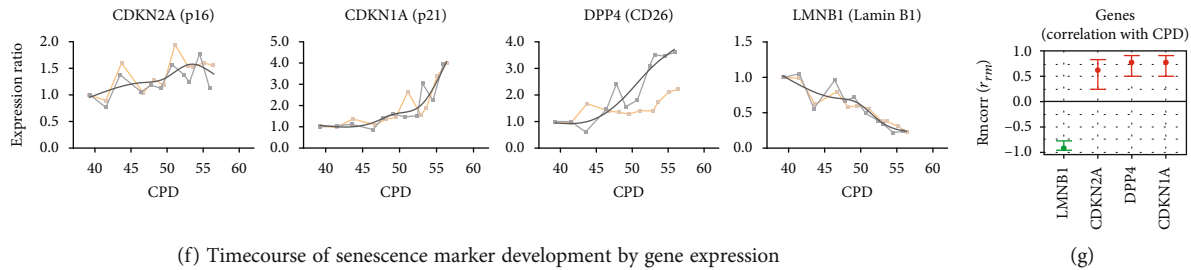 CDKN2A (p16)
CDKN1A (p21)
DPP4 (CD26)
LMNB1 (Lamin B1)
Genes
(correlation with CPD)
Expression ratio
2.0
1.5
1.0
0.5
0.0
40 45 50 55 60
CPD
5.0
4.0
3.0
2.0
1.0
0.0
40 45 50 55 60
CPD
4.0
3.0
2.0
1.0
0.0
40 45 50 55 60
CPD
1.5
1.0
0.5
0.0
40 45 50 55 60
CPD
Rmcorr (r_rm)
1.0
0.5
0.0
−0.5
−1.0
LMNB1
CDKN2A
DPP4
CDKN1A
(f) Timecourse of senescence marker development by gene expression
(g)